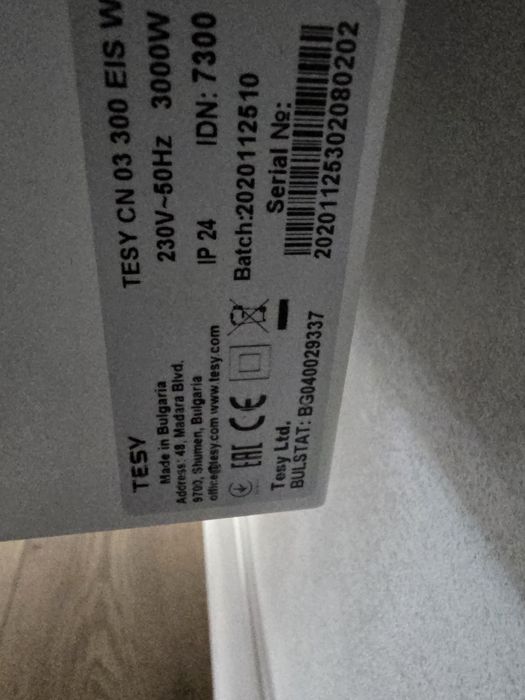 TESY
Made in Bulgaria
Address: 48, Madara Blvd,
9700, Shumen, Bulgaria
office@tesy.com www.tesy.com
EAC CE
Tesy Ltd.
BULSTAT: BG040029337
TESY CN 03 300 EIS W
230V~50Hz 3000W
IP 24 IDN: 7300
Batch:2020112510
Serial №:
20201125302080202